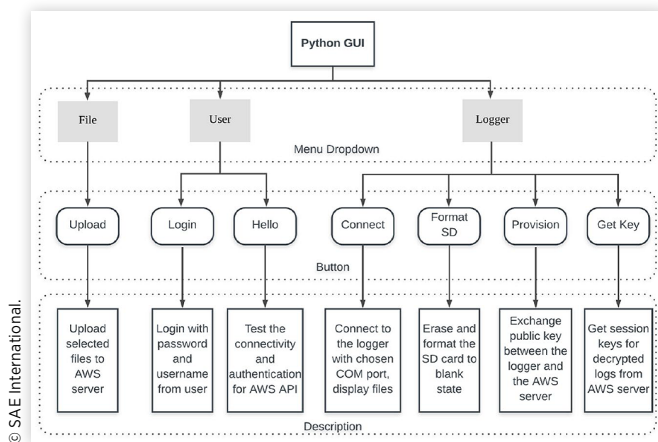 Python GUI
File
User
Logger
Menu Dropdown
Upload
Login
Hello
Connect
Format
SD
Provision
Get Key
Button
Upload
selected
files to
AWS
server
Login with
password
and
username
from user
Test the
connectivity
and
authentication
for AWS API
Connect to
the logger
with chosen
COM port,
display files
Erase and
format the
SD card to
blank
state
Exchange
public key
between the
logger and
the AWS
server
Get session
keys for
decrypted
logs from
AWS server
Description
© SAE International.